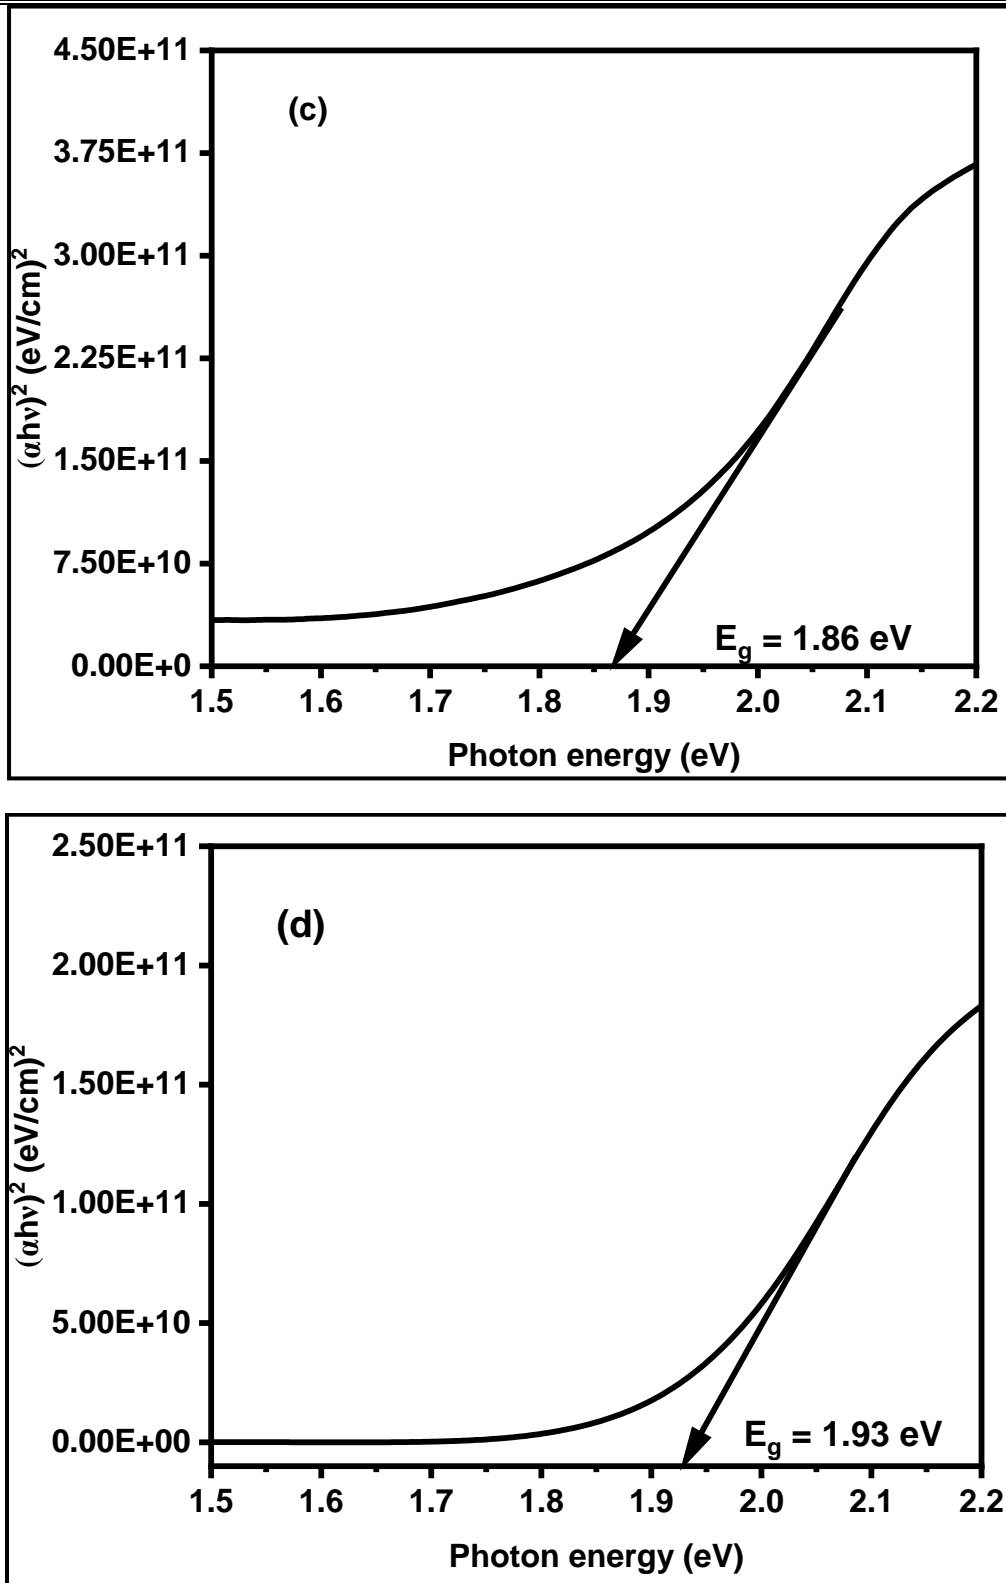 4.50E+11
(c)
3.75E+11
3.00E+11
(αhν)² (eV/cm)²
2.25E+11
1.50E+11
7.50E+10
E_g = 1.86 eV
0.00E+0
1.5 1.6 1.7 1.8 1.9 2.0 2.1 2.2
Photon energy (eV)
2.50E+11
(d)
2.00E+11
(αhν)² (eV/cm)²
1.50E+11
1.00E+11
5.00E+10
E_g = 1.93 eV
0.00E+00
1.5 1.6 1.7 1.8 1.9 2.0 2.1 2.2
Photon energy (eV)